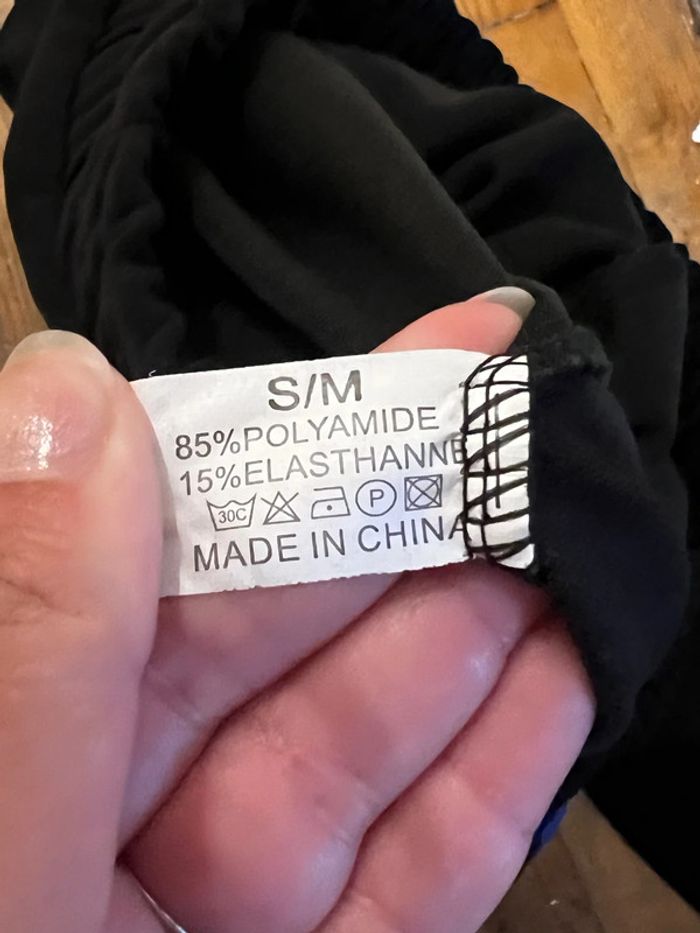 S/M
85%POLYAMIDE
15%ELASTHANNE
30C P
MADE IN CHINA